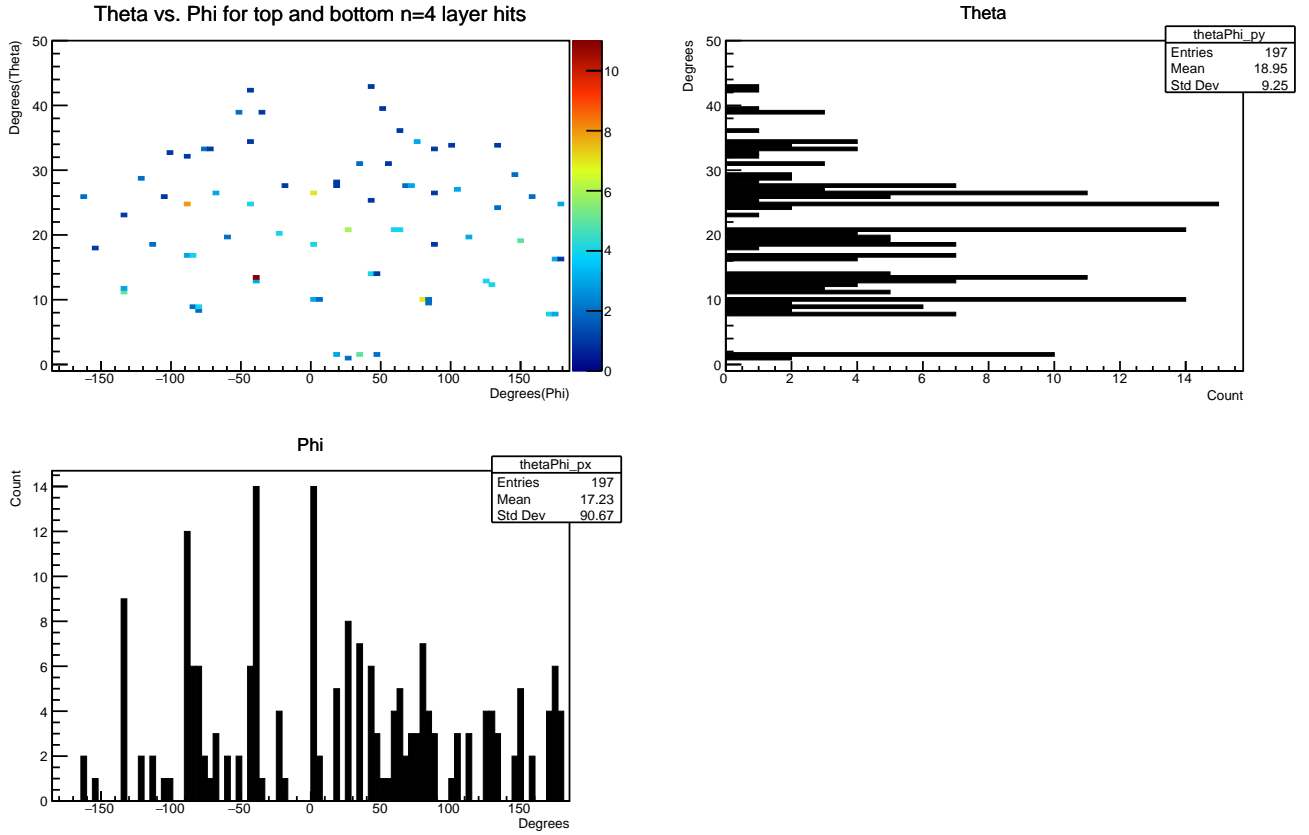 Theta vs. Phi for top and bottom n=4 layer hits
Degrees(Theta)
50
40
30
20
10
0
−150 −100 −50 0 50 100 150
Degrees(Phi)
10
8
6
4
2
0
Theta
thetaPhi_py
Entries 197
Mean 18.95
Std Dev 9.25
Degrees
50
40
30
20
10
0
0 2 4 6 8 10 12 14
Count
Phi
thetaPhi_px
Entries 197
Mean 17.23
Std Dev 90.67
Count
14
12
10
8
6
4
2
0
−150 −100 −50 0 50 100 150
Degrees